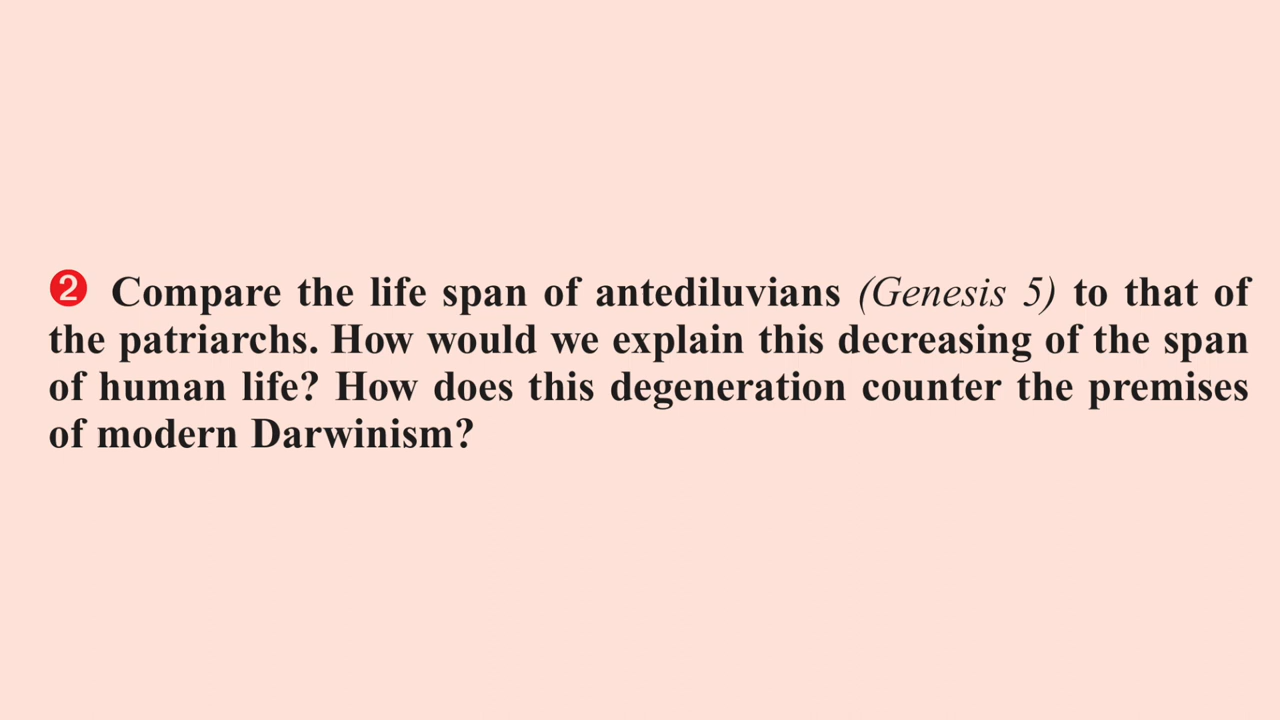 ❷ Compare the life span of antediluvians (Genesis 5) to that of
the patriarchs. How would we explain this decreasing of the span
of human life? How does this degeneration counter the premises
of modern Darwinism?